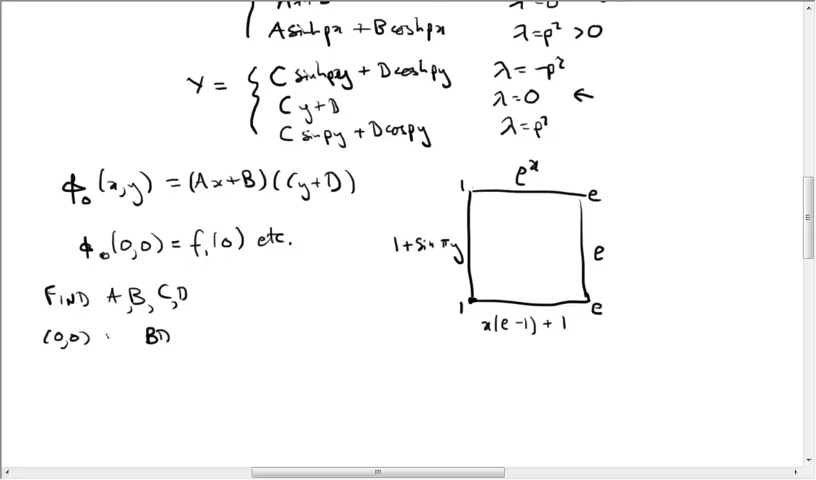 A sinh px + B cosh px    λ = p² > 0
Y = { C sinh py + D cosh py    λ = -p²
C y + D    λ = 0 ←
C sin py + D cos py    λ = p²
ϕ₀(x,y) = (Ax+B)(Cy+D)
ϕ₀(0,0) = f₁(0) etc.
FIND A, B, C, D
(0,0) : BD
eˣ
1    e
1 + sin πy    e
1    e
x(e-1) + 1